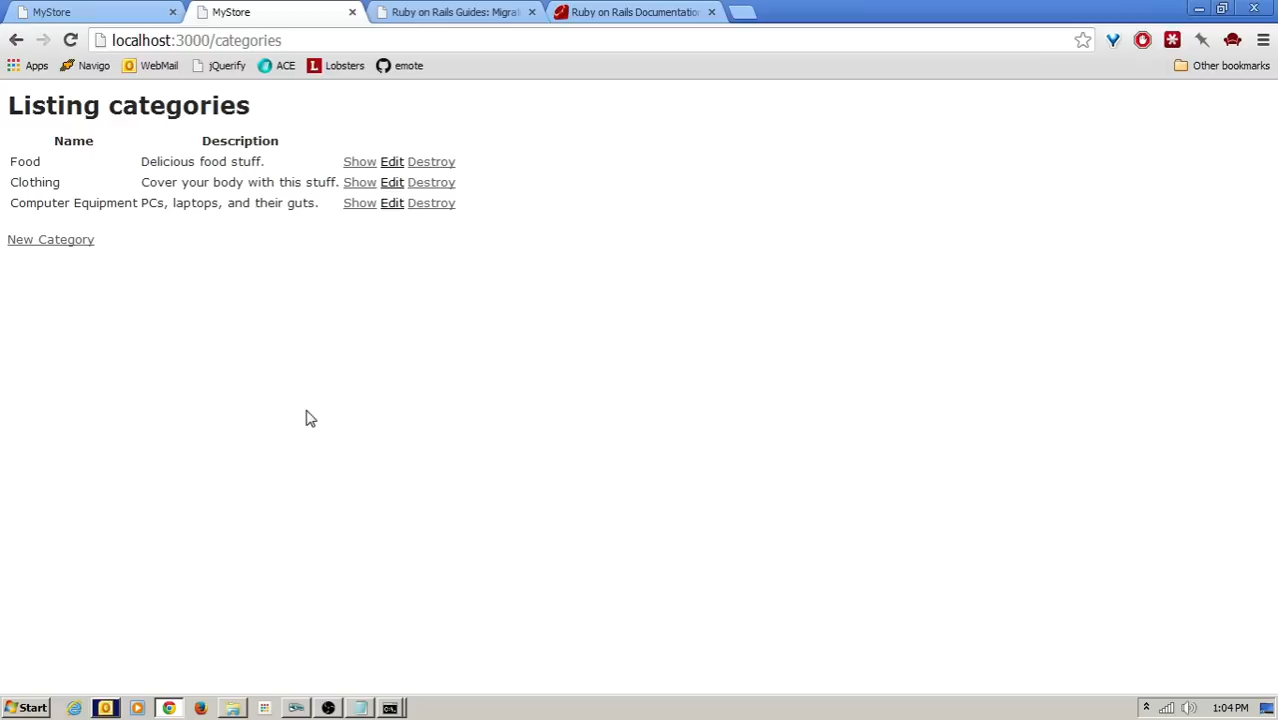 MyStore
MyStore
Ruby on Rails Guides: Migra
Ruby on Rails Documentation
localhost:3000/categories
Apps Navigo WebMail jQuerify ACE Lobsters emote Other bookmarks
Listing categories
Name Description
Food Delicious food stuff. Show Edit Destroy
Clothing Cover your body with this stuff. Show Edit Destroy
Computer Equipment PCs, laptops, and their guts. Show Edit Destroy
New Category
Start 1:04 PM